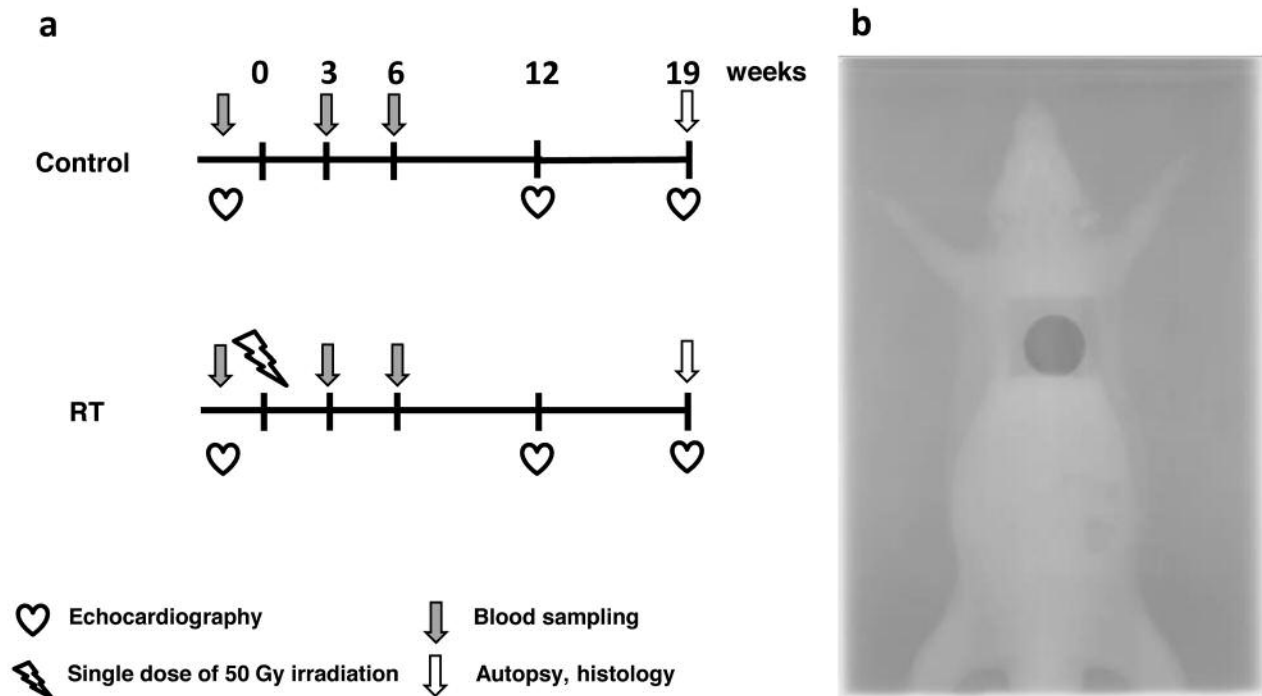 a
b
0 3 6 12 19 weeks
Control
RT
Echocardiography
Blood sampling
Single dose of 50 Gy irradiation
Autopsy, histology